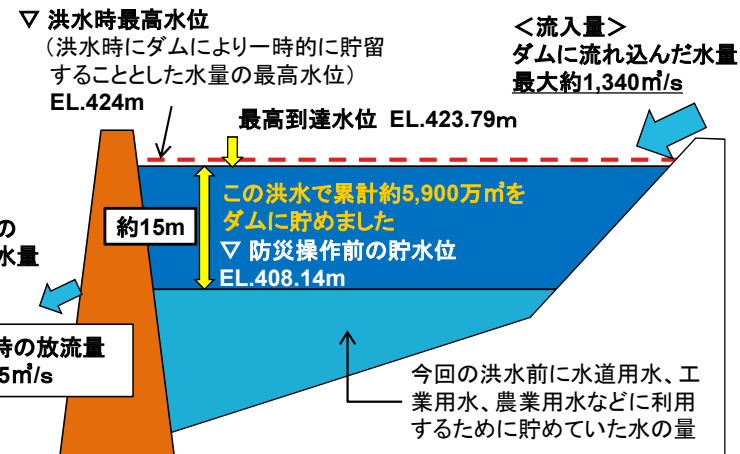 ▽ 洪水時最高水位
（洪水時にダムにより一時的に貯留
することとした水量の最高水位）
EL.424m
＜流入量＞
ダムに流れ込んだ水量
最大約1,340㎥/s
最高到達水位 EL.423.79m
この洪水で累計約5,900万㎥を
ダムに貯めました
約15m
▽ 防災操作前の貯水位
EL.408.14m
の
水量
時の放流量
5㎥/s
今回の洪水前に水道用水、工
業用水、農業用水などに利用
するために貯めていた水の量